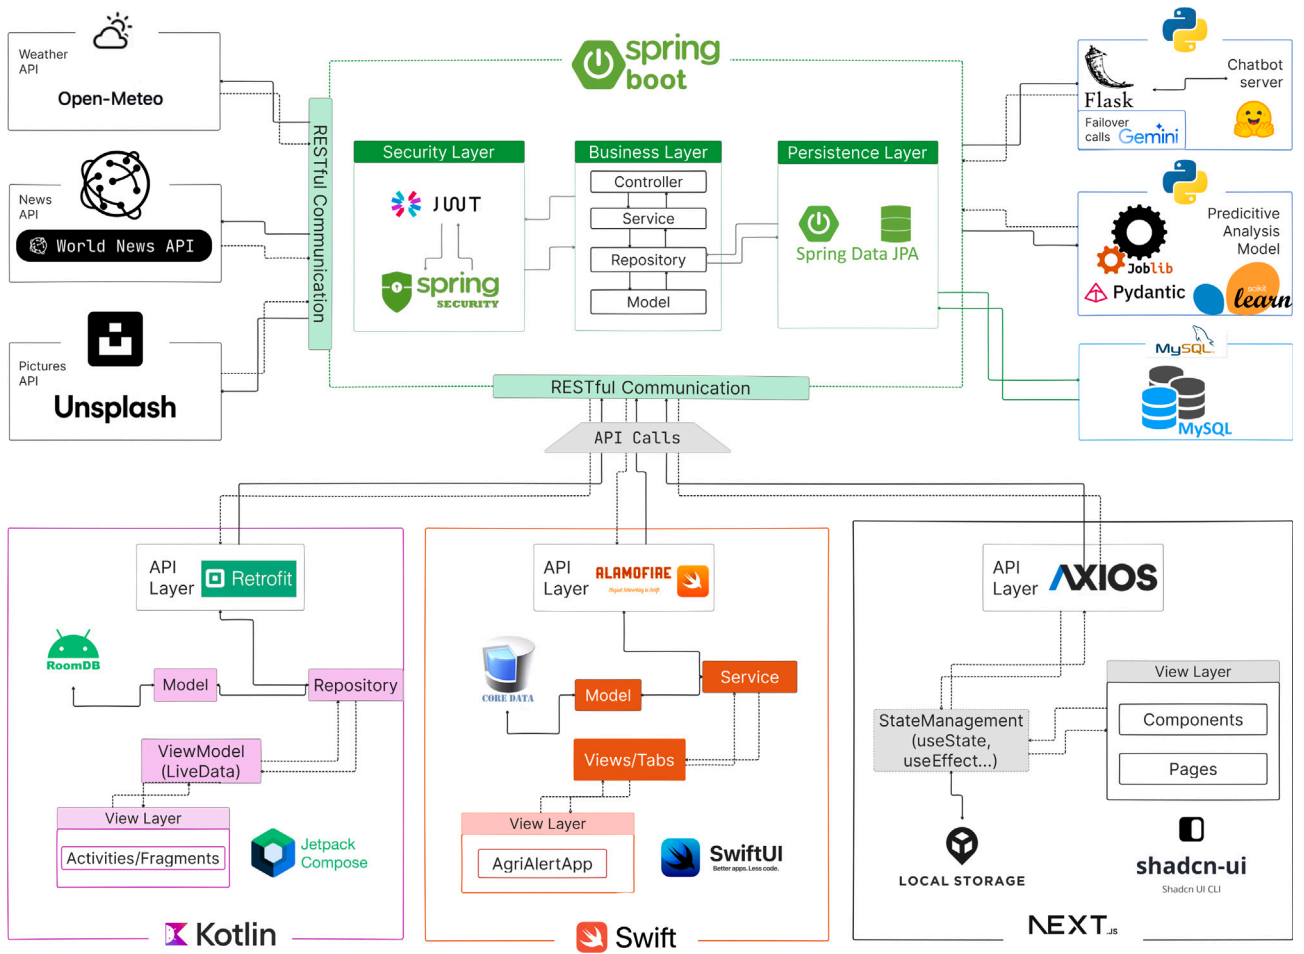 Weather
API
Open-Meteo
News
API
World News API
Pictures
API
Unsplash
RESTful Communication
spring
boot
Security Layer
JWT
spring
SECURITY
Business Layer
Controller
Service
Repository
Model
Persistence Layer
Spring Data JPA
RESTful Communication
API Calls
Flask
Chatbot
server
Failover
calls
Gemini
Predicitive
Analysis
Model
Joblib
Pydantic
scikit
learn
MySQL
MySQL
API
Layer
Retrofit
RoomDB
Model
Repository
ViewModel
(LiveData)
View Layer
Activities/Fragments
Jetpack
Compose
Kotlin
API
Layer
ALAMOFIRE
Elegant Networking in Swift
CORE DATA
Model
Service
Views/Tabs
View Layer
AgriAlertApp
SwiftUI
Better apps. Less code.
Swift
API
Layer
AXIOS
View Layer
Components
Pages
StateManagement
(useState,
useEffect...)
LOCAL STORAGE
shadcn-ui
Shadcn UI CLI
NEXT.JS